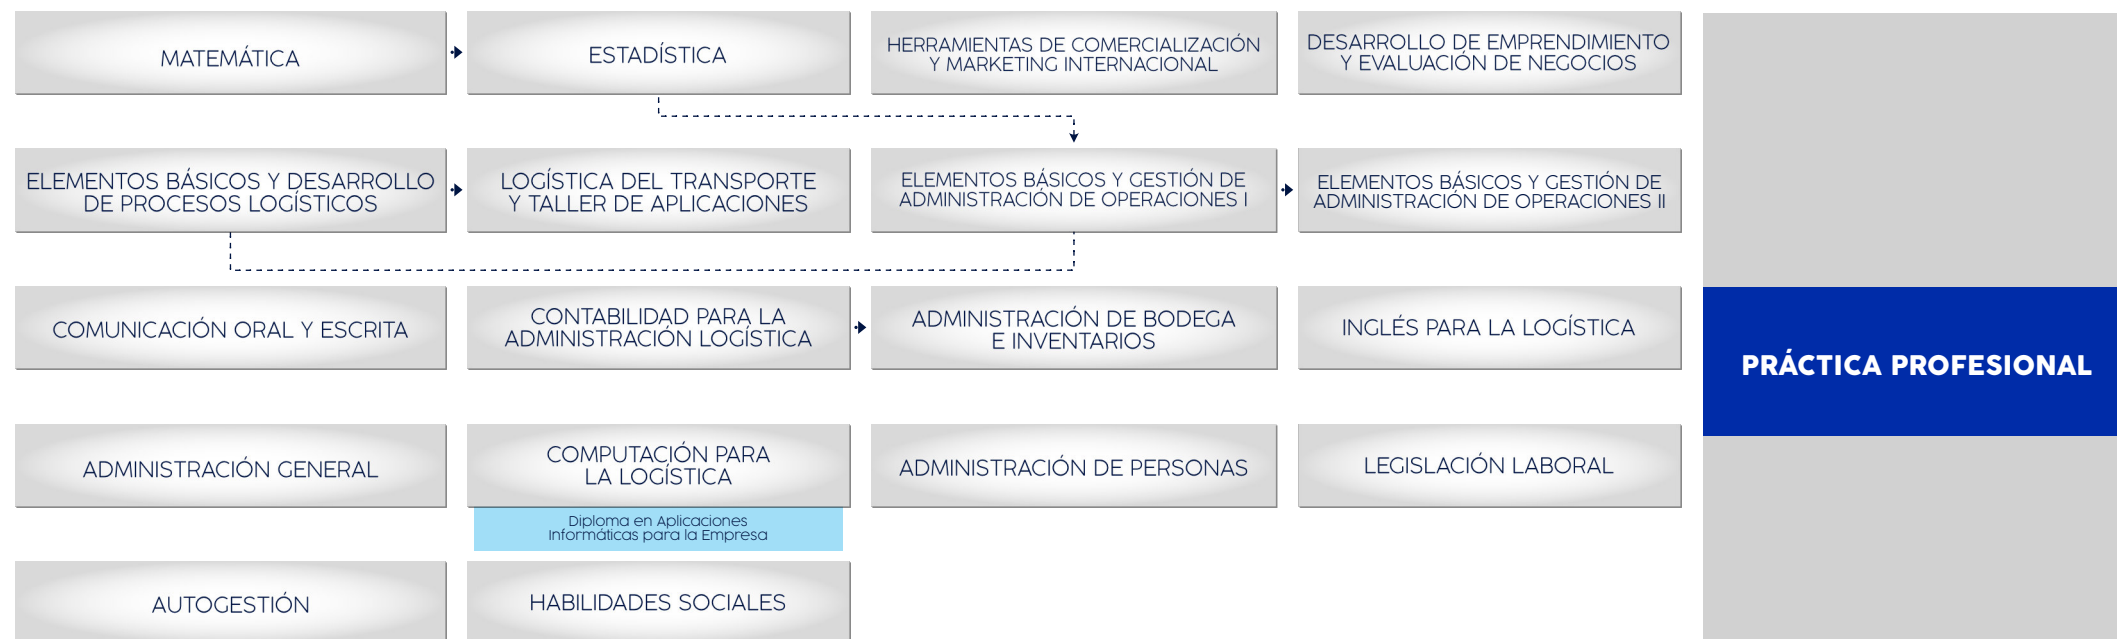 MATEMÁTICA
ESTADÍSTICA
HERRAMIENTAS DE COMERCIALIZACIÓN
Y MARKETING INTERNACIONAL
DESARROLLO DE EMPRENDIMIENTO
Y EVALUACIÓN DE NEGOCIOS
ELEMENTOS BÁSICOS Y DESARROLLO
DE PROCESOS LOGÍSTICOS
LOGÍSTICA DEL TRANSPORTE
Y TALLER DE APLICACIONES
ELEMENTOS BÁSICOS Y GESTIÓN DE
ADMINISTRACIÓN DE OPERACIONES I
ELEMENTOS BÁSICOS Y GESTIÓN DE
ADMINISTRACIÓN DE OPERACIONES II
COMUNICACIÓN ORAL Y ESCRITA
CONTABILIDAD PARA LA
ADMINISTRACIÓN LOGÍSTICA
ADMINISTRACIÓN DE BODEGA
E INVENTARIOS
INGLÉS PARA LA LOGÍSTICA
PRÁCTICA PROFESIONAL
ADMINISTRACIÓN GENERAL
COMPUTACIÓN PARA
LA LOGÍSTICA
Diploma en Aplicaciones
Informáticas para la Empresa
ADMINISTRACIÓN DE PERSONAS
LEGISLACIÓN LABORAL
AUTOGESTIÓN
HABILIDADES SOCIALES